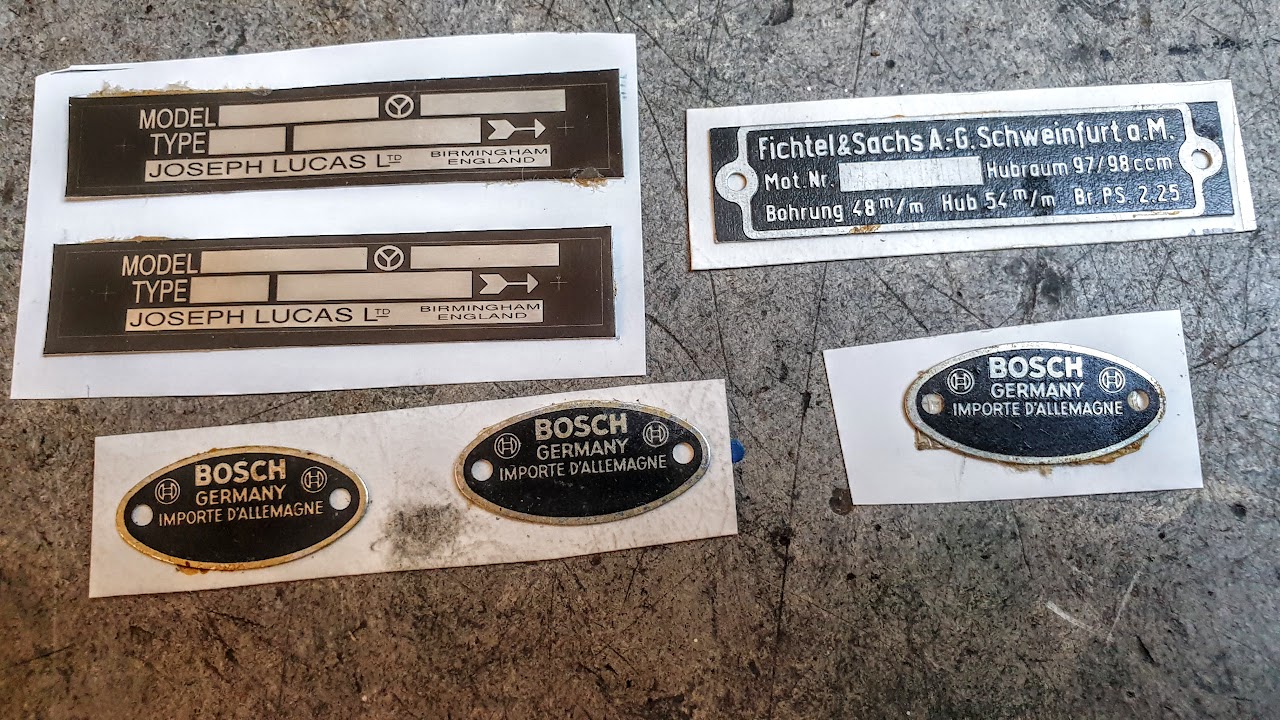 MODEL
TYPE
JOSEPH LUCAS LTD BIRMINGHAM ENGLAND
MODEL
TYPE
JOSEPH LUCAS LTD BIRMINGHAM ENGLAND
Fichtel&Sachs A.-G. Schweinfurt a.M.
Mot. Nr. Hubraum 97/98 ccm
Bohrung 48 m/m Hub 54 m/m Br. PS. 2.25
BOSCH
GERMANY
IMPORTE D'ALLEMAGNE
BOSCH
GERMANY
IMPORTE D'ALLEMAGNE
BOSCH
GERMANY
IMPORTE D'ALLEMAGNE